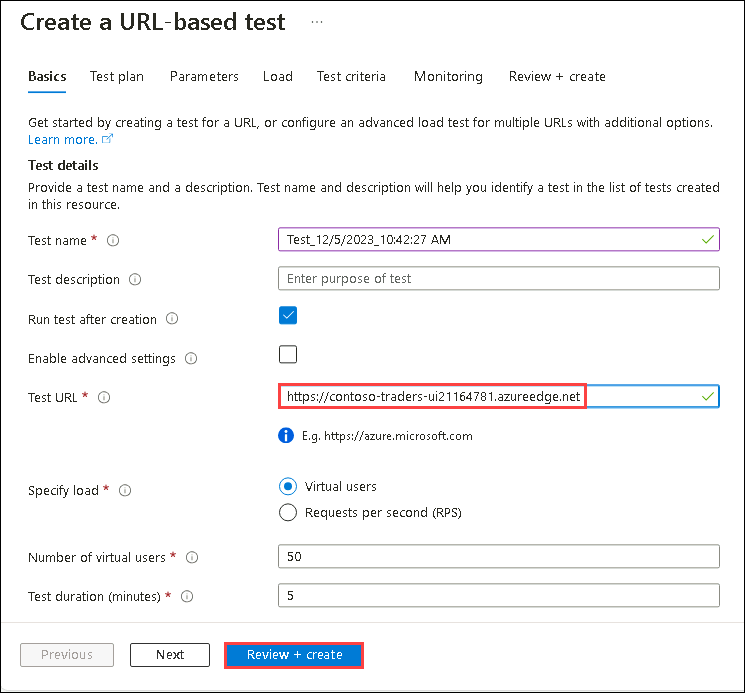 Create a URL-based test ...
Basics Test plan Parameters Load Test criteria Monitoring Review + create
Get started by creating a test for a URL, or configure an advanced load test for multiple URLs with additional options.
Learn more.
Test details
Provide a test name and a description. Test name and description will help you identify a test in the list of tests created
in this resource.
Test name *
Test_12/5/2023_10:42:27 AM
Test description
Enter purpose of test
Run test after creation
Enable advanced settings
Test URL *
https://contoso-traders-ui21164781.azureedge.net
E.g. https://azure.microsoft.com
Specify load *
Virtual users
Requests per second (RPS)
Number of virtual users *
50
Test duration (minutes) *
5
Previous Next Review + create